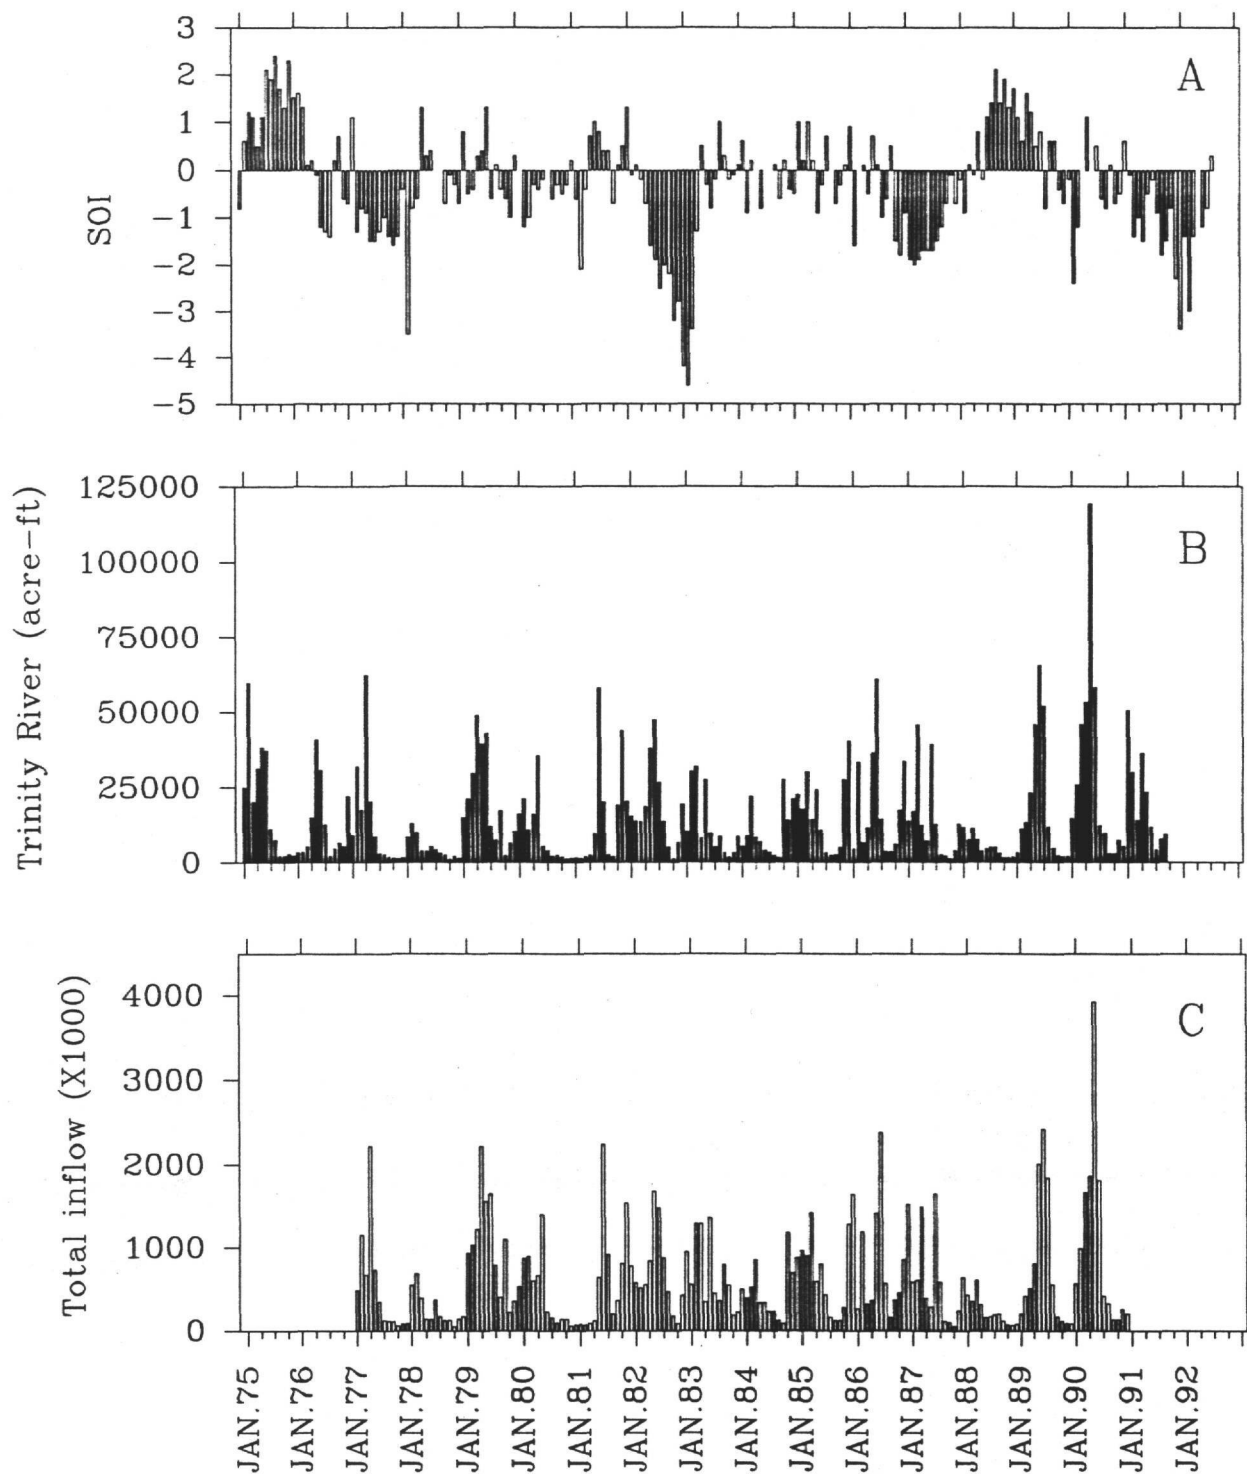 3
2
1
0
−1
−2
−3
−4
−5
SOI
A
125000
100000
75000
50000
25000
0
Trinity River (acre−ft)
B
4000
3000
2000
1000
0
Total inflow (X1000)
C
JAN.75
JAN.76
JAN.77
JAN.78
JAN.79
JAN.80
JAN.81
JAN.82
JAN.83
JAN.84
JAN.85
JAN.86
JAN.87
JAN.88
JAN.89
JAN.90
JAN.91
JAN.92